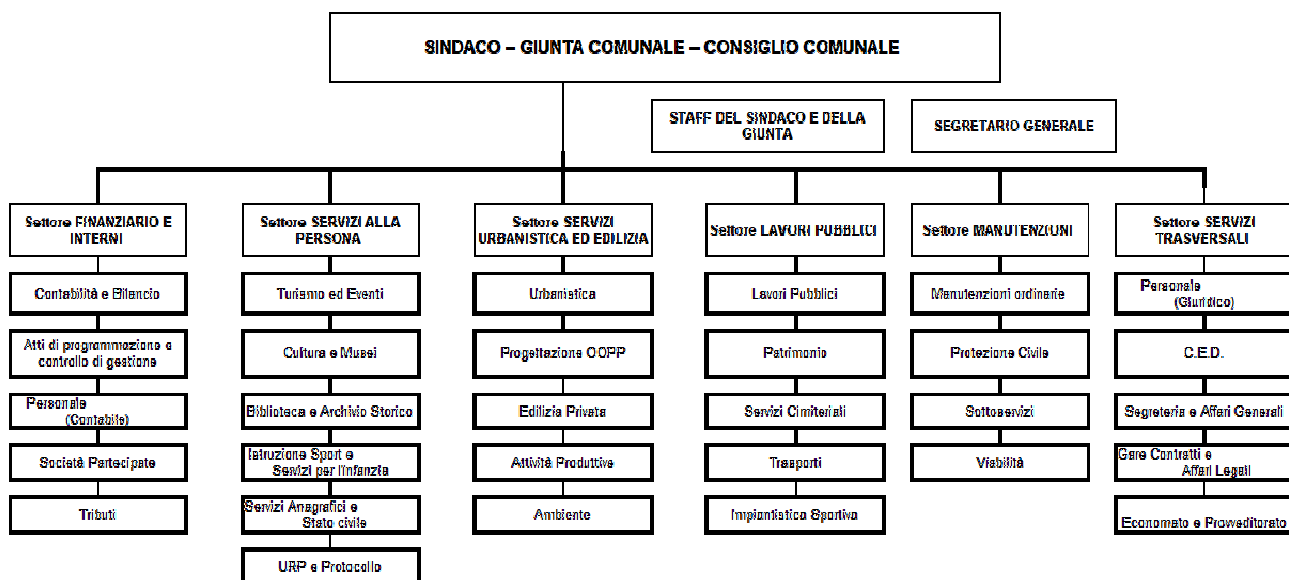 SINDACO – GIUNTA COMUNALE – CONSIGLIO COMUNALE
STAFF DEL SINDACO E DELLA
GIUNTA
SEGRETARIO GENERALE
Settore FINANZIARIO E
INTERNI
Contabilità e Bilancio
Atti di programmazione e
controllo di gestione
Personale
(Contabile)
Società Partecipate
Tributi
Settore SERVIZI ALLA
PERSONA
Turismo ed Eventi
Cultura e Musei
Biblioteca e Archivio Storico
Istruzione Sport e
Servizi per l'infanzia
Servizi Anagrafici e
Stato civile
URP e Protocollo
Settore SERVIZI
URBANISTICA ED EDILIZIA
Urbanistica
Progettazione OOPP
Edilizia Privata
Attività Produttive
Ambiente
Settore LAVORI PUBBLICI
Lavori Pubblici
Patrimonio
Servizi Cimiteriali
Trasporti
Impiantistica Sportiva
Settore MANUTENZIONI
Manutenzioni ordinarie
Protezione Civile
Sottoservizi
Viabilità
Settore SERVIZI
TRASVERSALI
Personale
(Giuridico)
C.E.D.
Segreteria e Affari Generali
Gare Contratti e
Affari Legali
Economato e Provveditorato